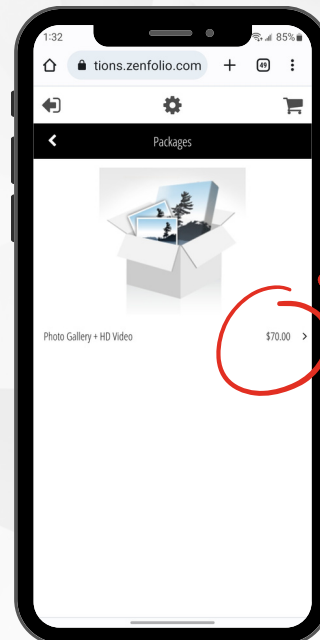 1:32
85%
tions.zenfolio.com
49
Packages
Photo Gallery + HD Video $70.00